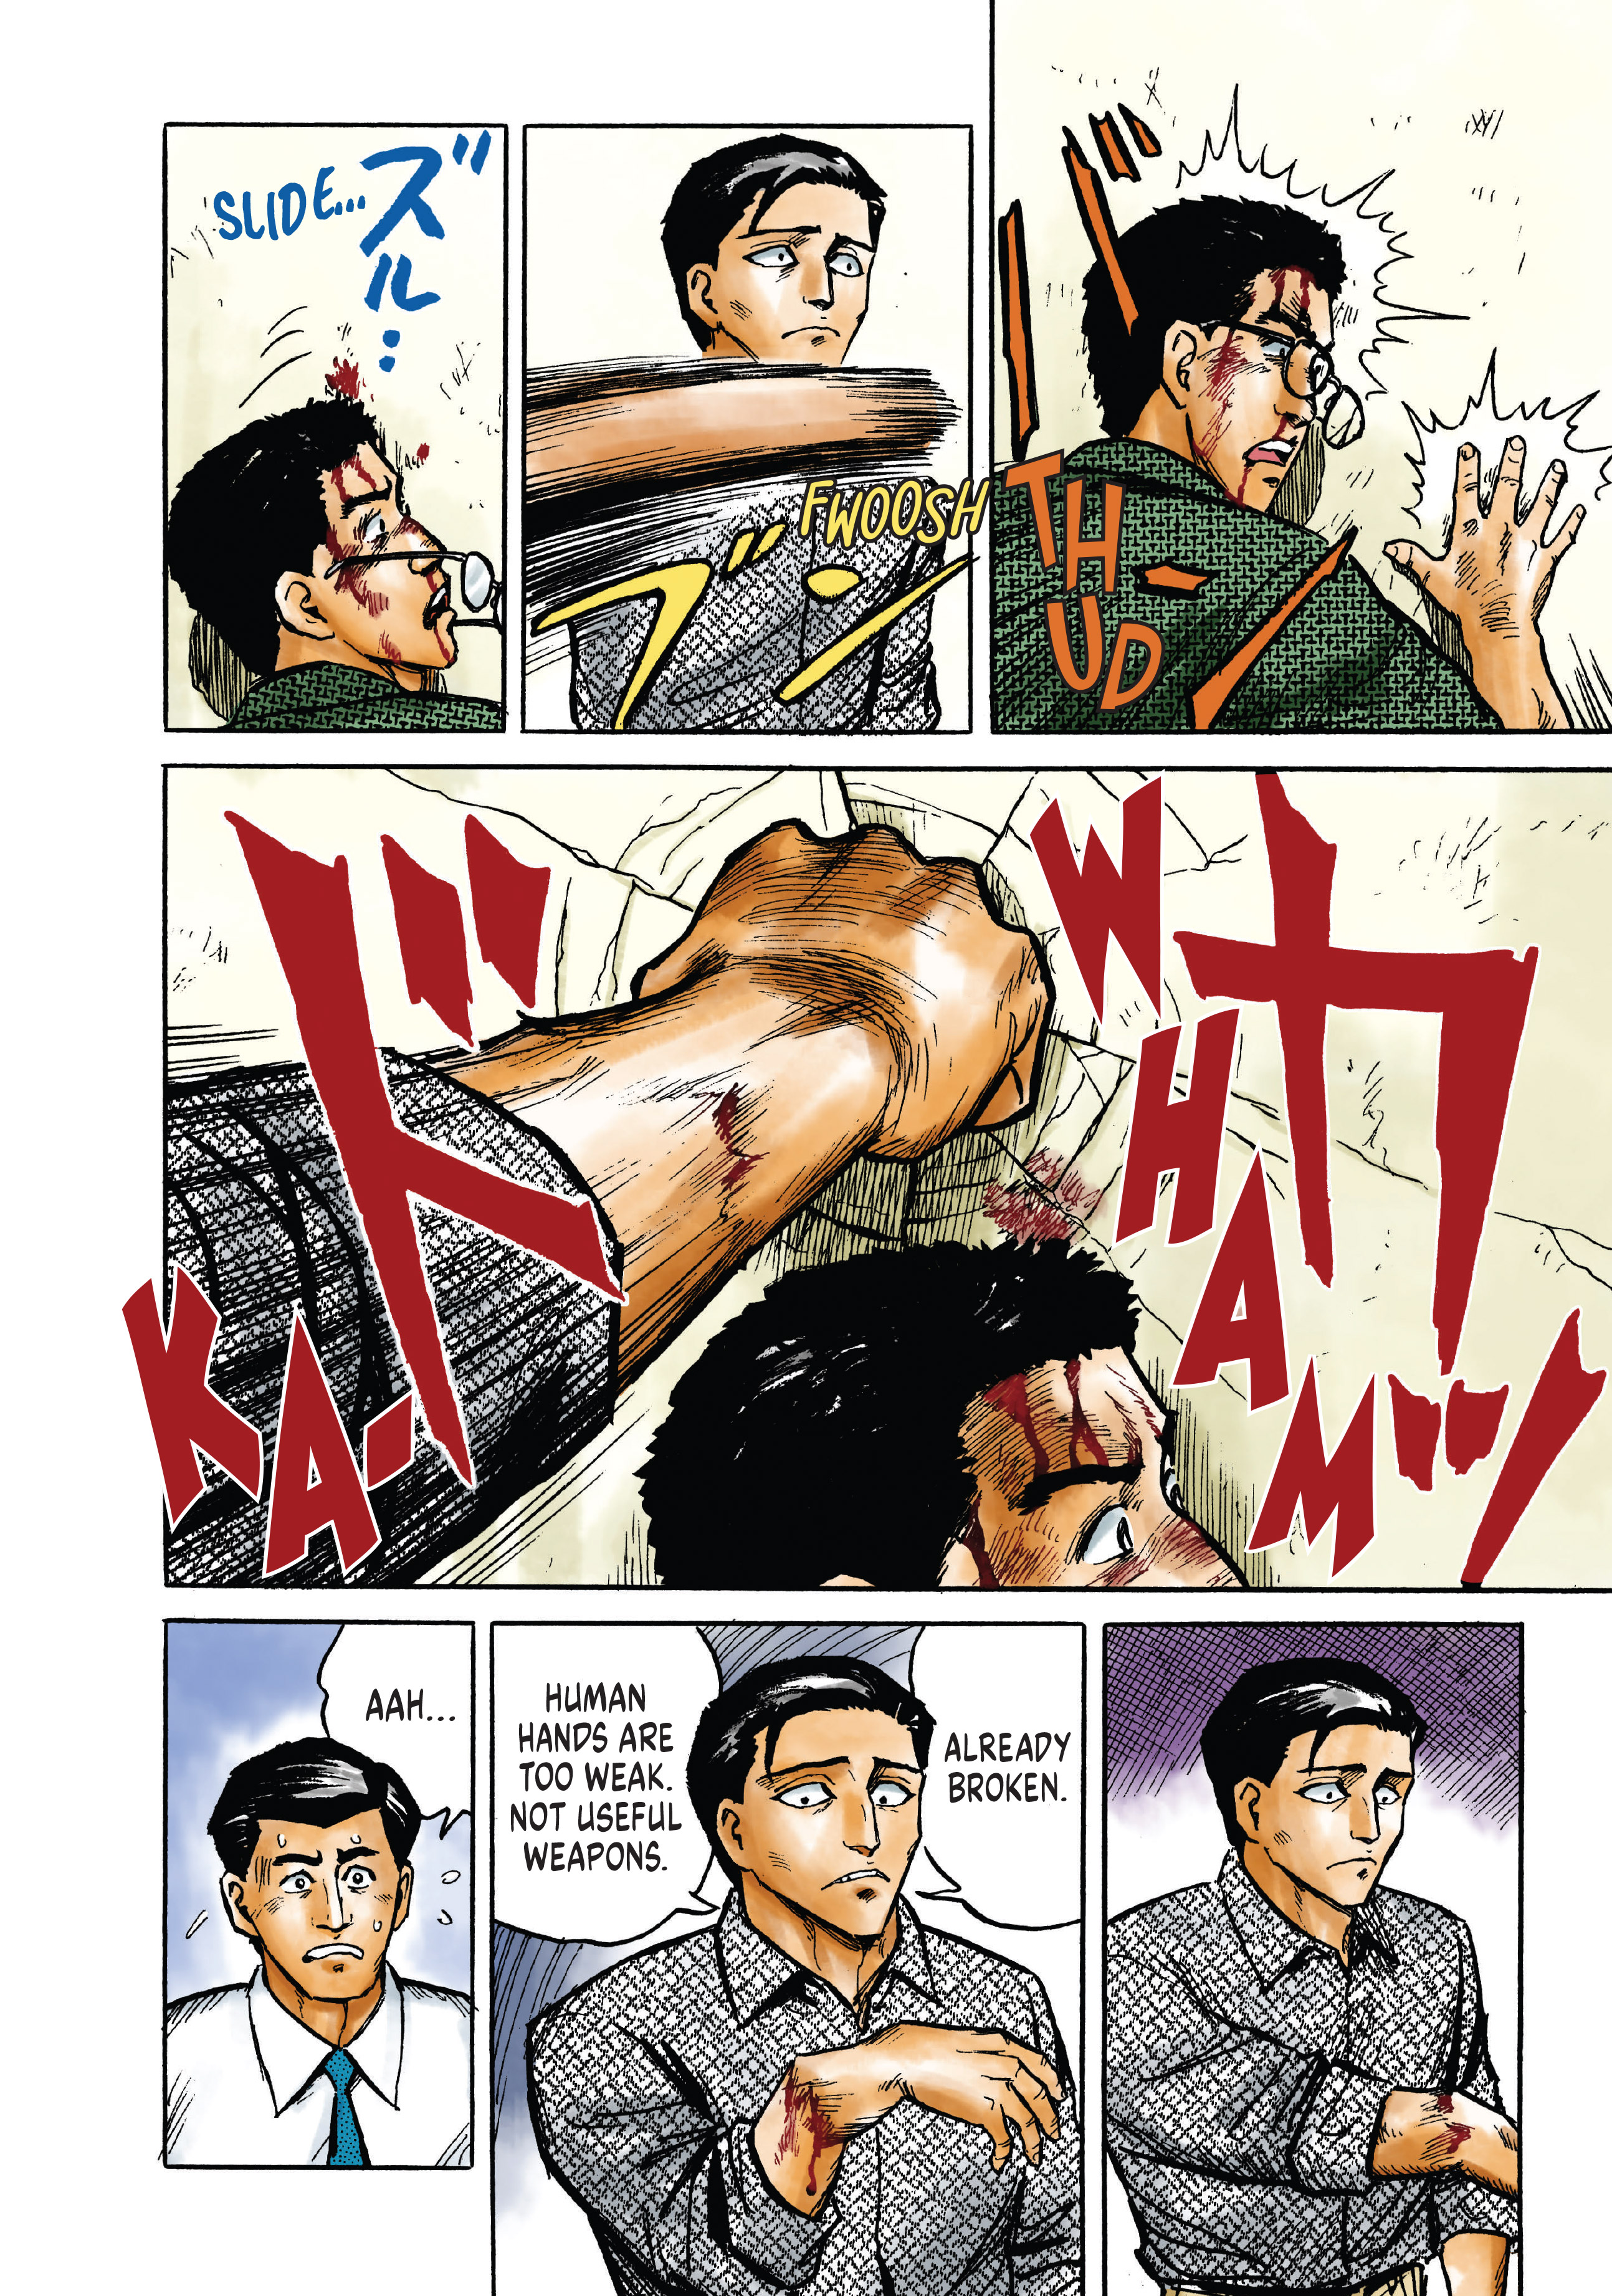 ド
THUD
ブン
FWOOSH
ズル…
SLIDE...
ドカッ
KA-
WHAM
ALREADY
BROKEN.
HUMAN
HANDS ARE
TOO WEAK.
NOT USEFUL
WEAPONS.
AAH...